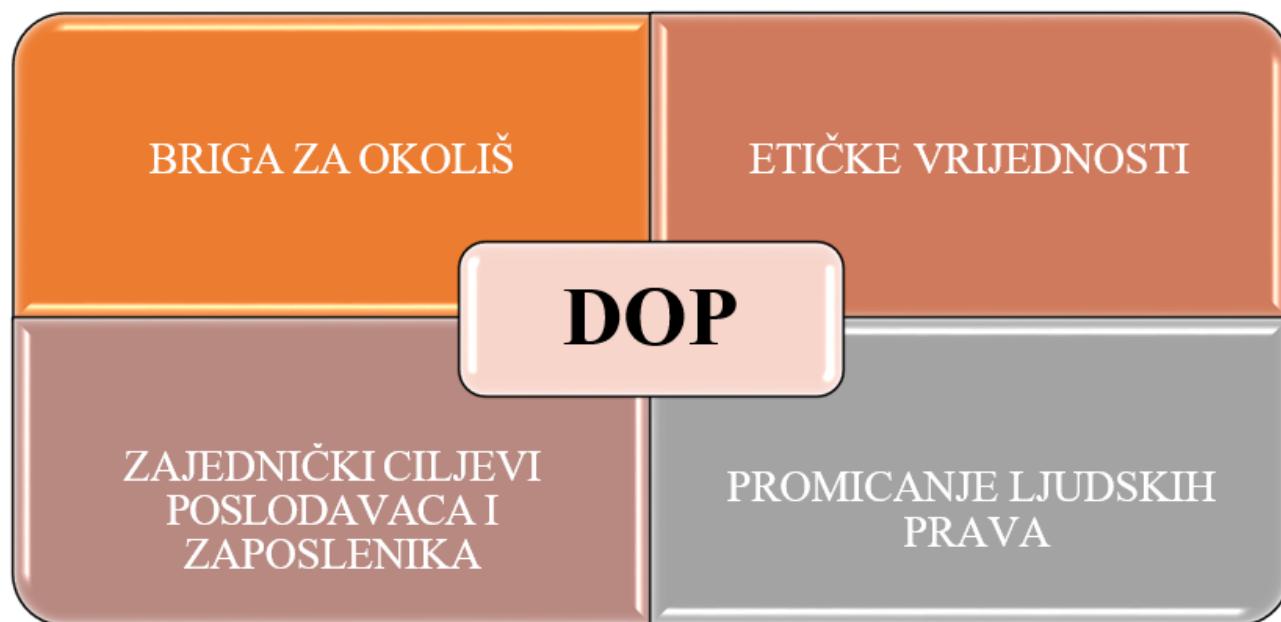 BRIGA ZA OKOLIŠ
ETIČKE VRIJEDNOSTI
DOP
ZAJEDNIČKI CILJEVI
POSLODAVACA I
ZAPOSLENIKA
PROMICANJE LJUDSKIH
PRAVA